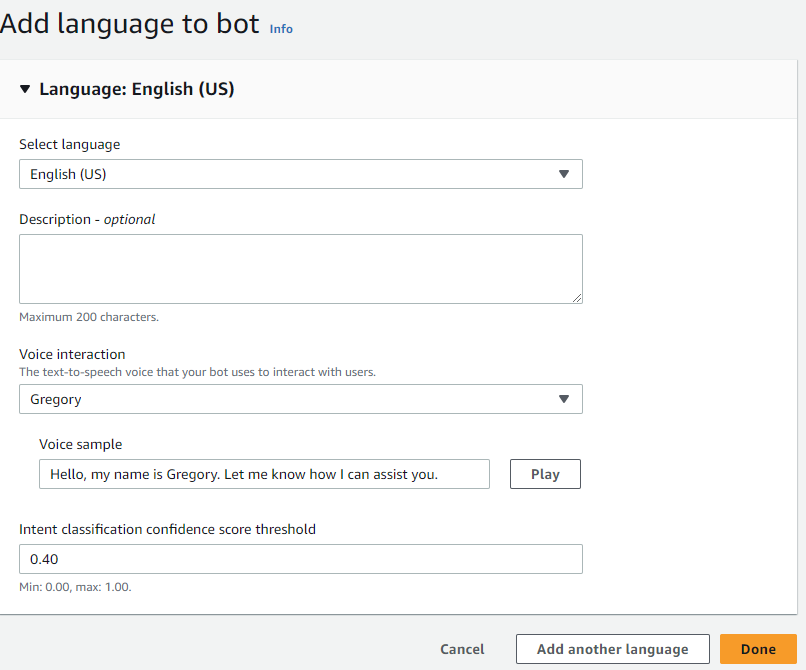 Add language to bot Info
Language: English (US)
Select language
English (US)
Description - optional
Maximum 200 characters.
Voice interaction
The text-to-speech voice that your bot uses to interact with users.
Gregory
Voice sample
Hello, my name is Gregory. Let me know how I can assist you.
Play
Intent classification confidence score threshold
0.40
Min: 0.00, max: 1.00.
Cancel
Add another language
Done